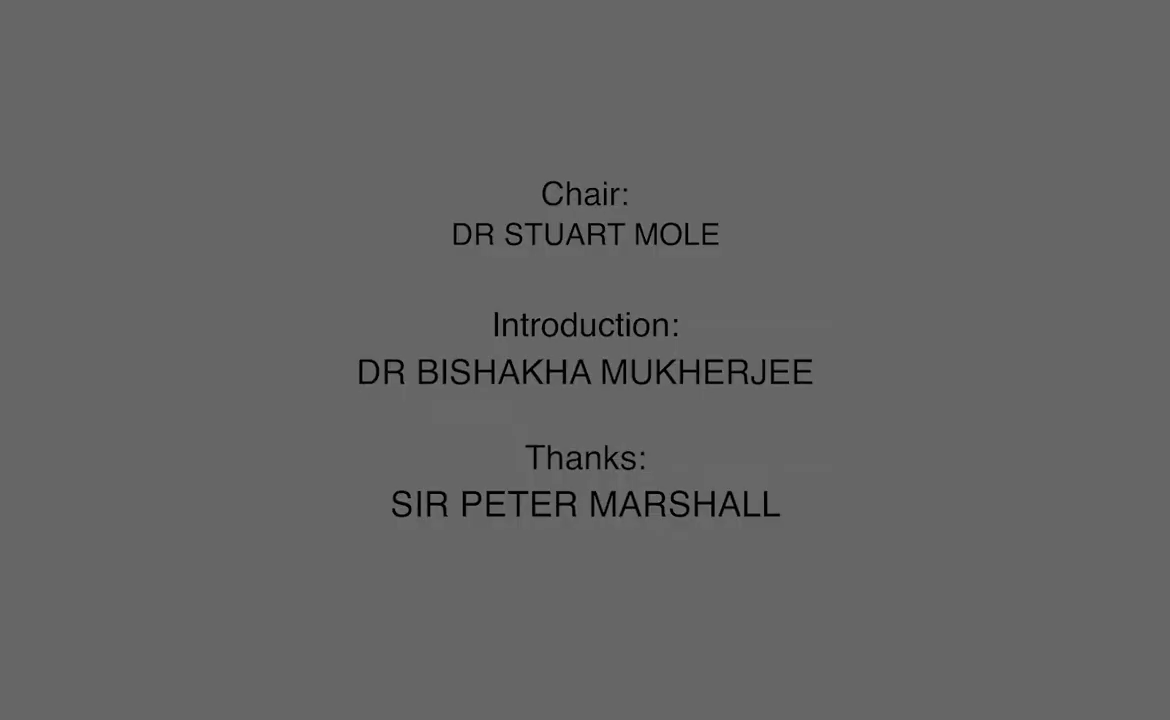 Chair:
DR STUART MOLE
Introduction:
DR BISHAKHA MUKHERJEE
Thanks:
SIR PETER MARSHALL